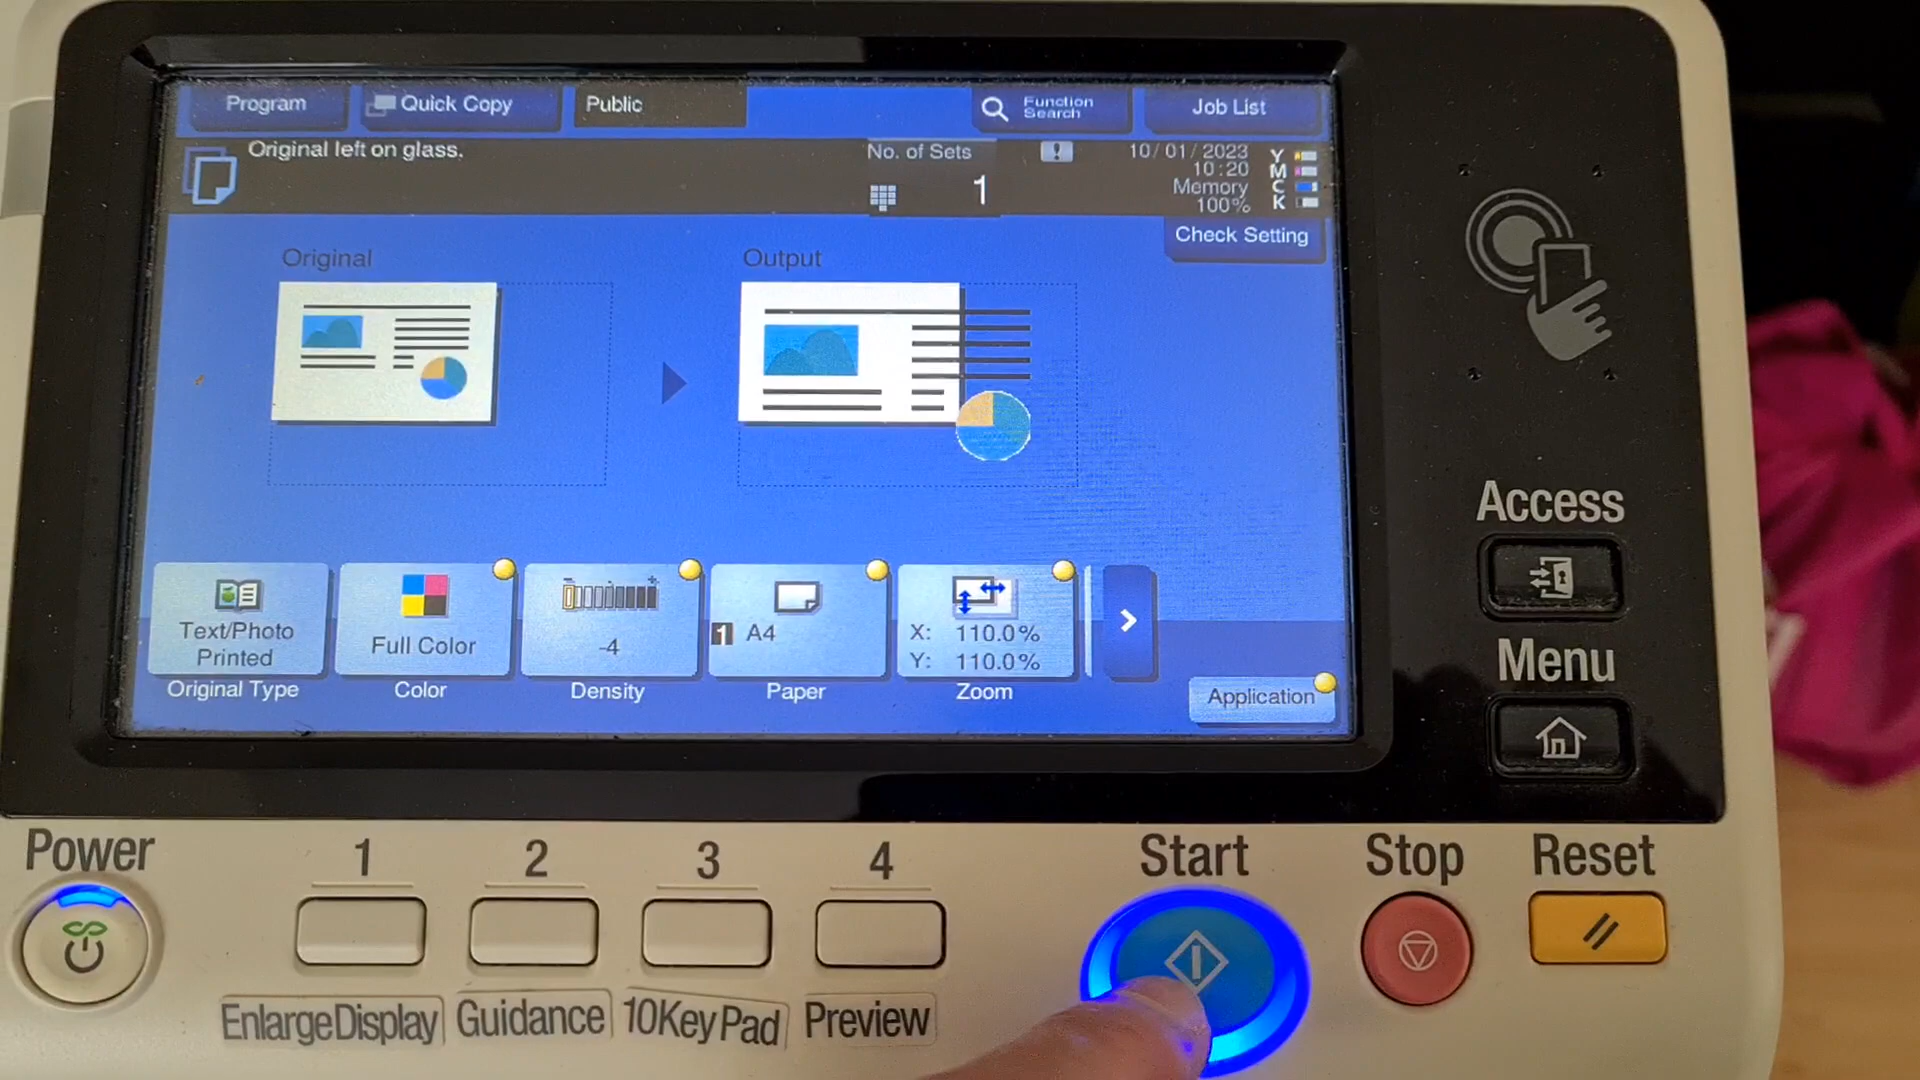 Program
Quick Copy
Public
Function
Search
Job List
Original left on glass.
No. of Sets
1
10/01/2023
10:20
Memory
100%
Y
M
C
K
Check Setting
Original
Output
Text/Photo
Printed
Original Type
Full Color
Color
- +
-4
Density
1 A4
Paper
X: 110.0%
Y: 110.0%
Zoom
Application
Access
Menu
Power
1
2
3
4
Start
Stop
Reset
EnlargeDisplay
Guidance
10KeyPad
Preview